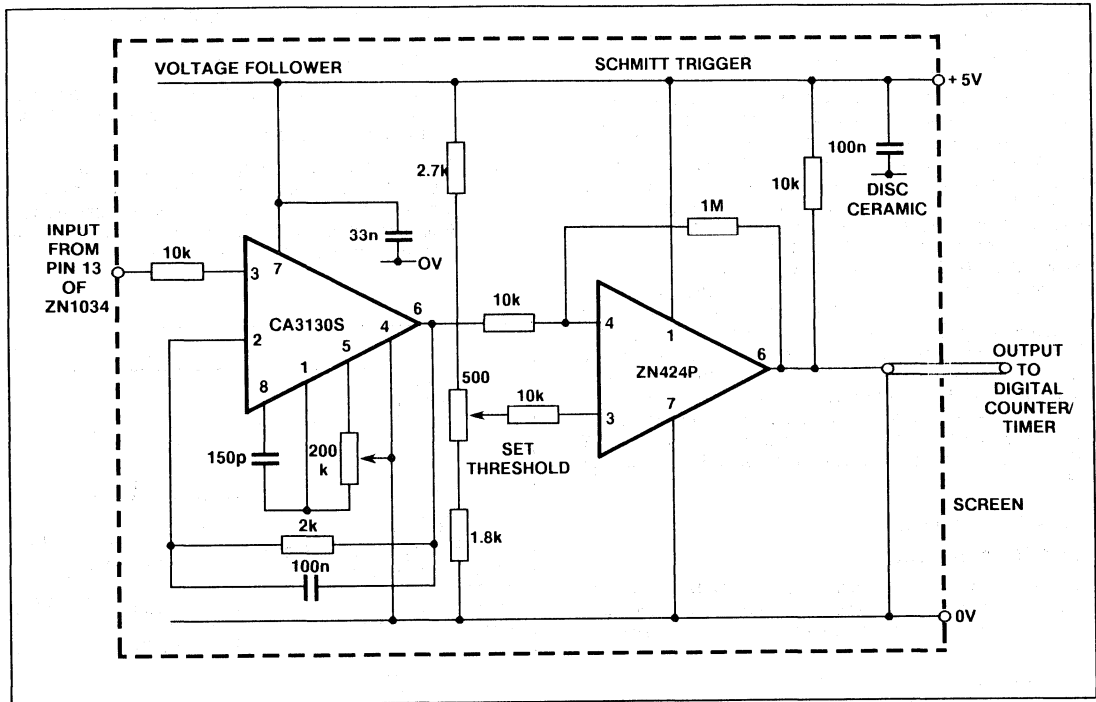 VOLTAGE FOLLOWER
SCHMITT TRIGGER
+ 5V
2.7k
100n
10k
DISC
CERAMIC
1M
INPUT
FROM
PIN 13
OF
ZN1034
10k
3
7
33n
OV
CA3130S
2
8
1
5
4
6
10k
4
1
ZN424P
6
7
3
OUTPUT
TO
DIGITAL
COUNTER/
TIMER
500
10k
SET
THRESHOLD
150p
200
k
2k
100n
1.8k
SCREEN
0V